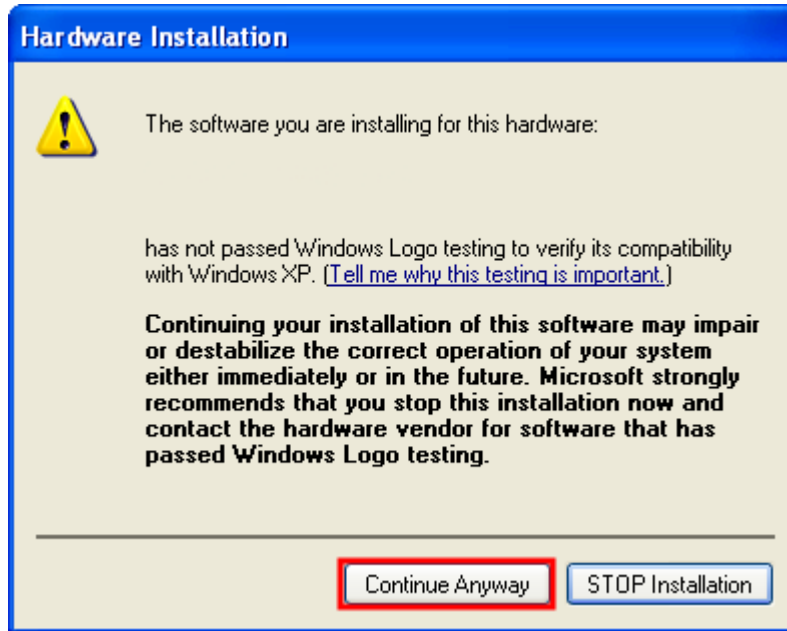 Hardware Installation
The software you are installing for this hardware:
has not passed Windows Logo testing to verify its compatibility
with Windows XP. (Tell me why this testing is important.)
Continuing your installation of this software may impair
or destabilize the correct operation of your system
either immediately or in the future. Microsoft strongly
recommends that you stop this installation now and
contact the hardware vendor for software that has
passed Windows Logo testing.
Continue Anyway
STOP Installation